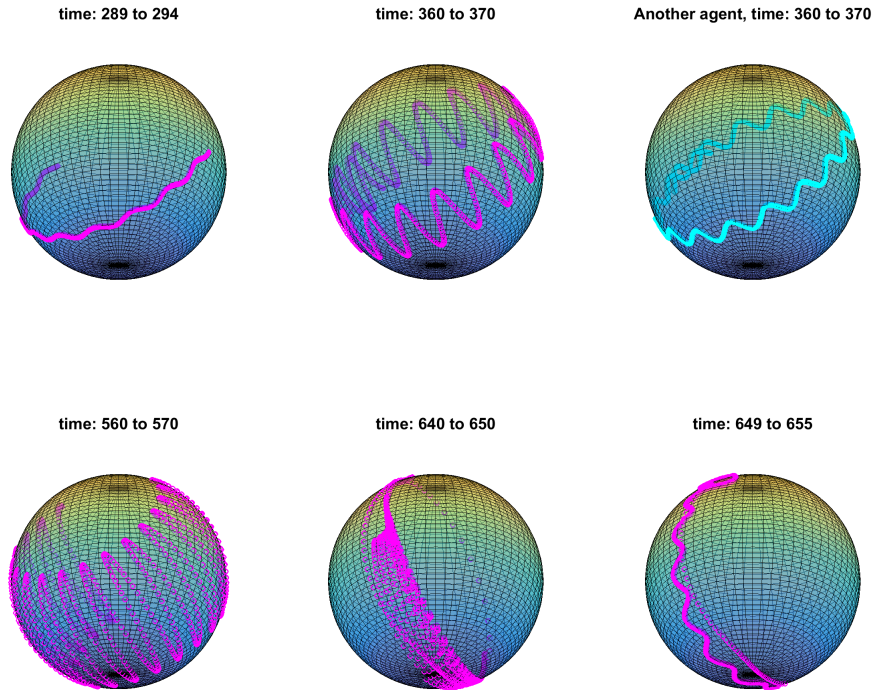 time: 289 to 294
time: 360 to 370
Another agent, time: 360 to 370
time: 560 to 570
time: 640 to 650
time: 649 to 655